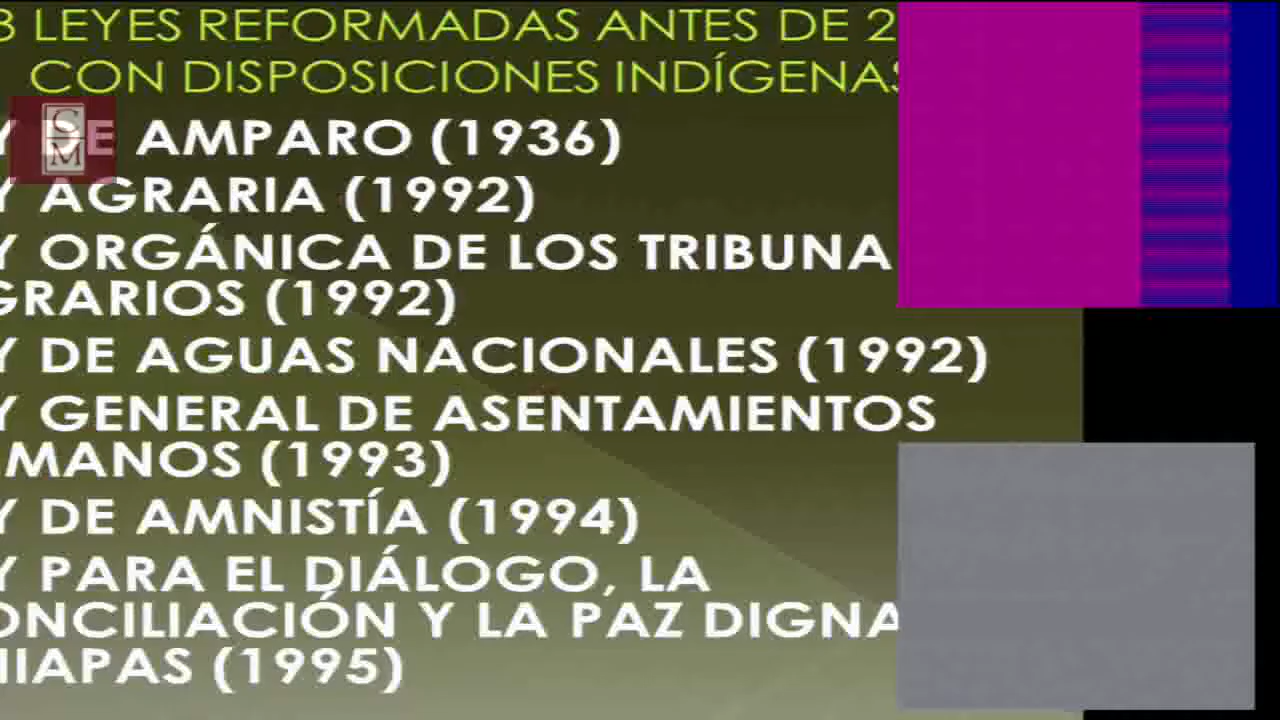 8 LEYES REFORMADAS ANTES DE 2
CON DISPOSICIONES INDÍGENAS
Y DE AMPARO (1936)
Y AGRARIA (1992)
Y ORGÁNICA DE LOS TRIBUNA
GRARIOS (1992)
Y DE AGUAS NACIONALES (1992)
Y GENERAL DE ASENTAMIENTOS
MANOS (1993)
Y DE AMNISTÍA (1994)
Y PARA EL DIÁLOGO, LA
ONCILIACIÓN Y LA PAZ DIGNA
HIAPAS (1995)
C
M